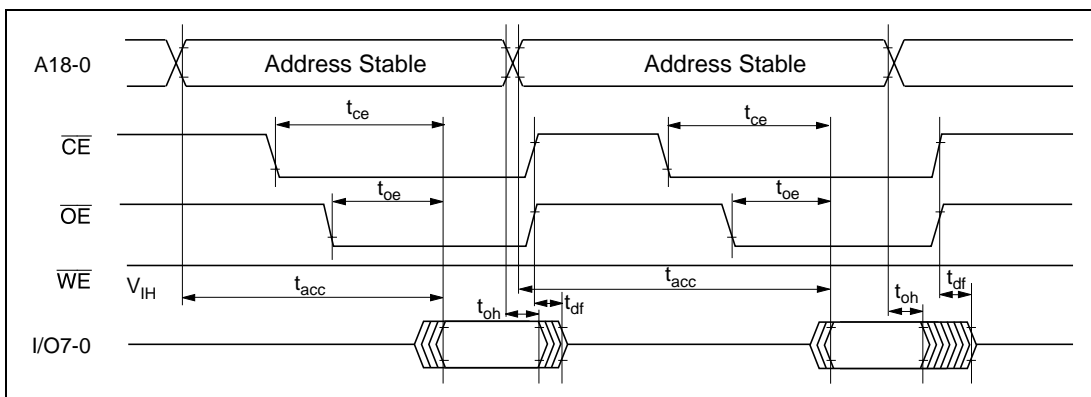 A18-0 Address Stable Address Stable
tce tce
CE
toe toe
OE
WE VIH
tacc tacc
toh tdf toh tdf
I/O7-0